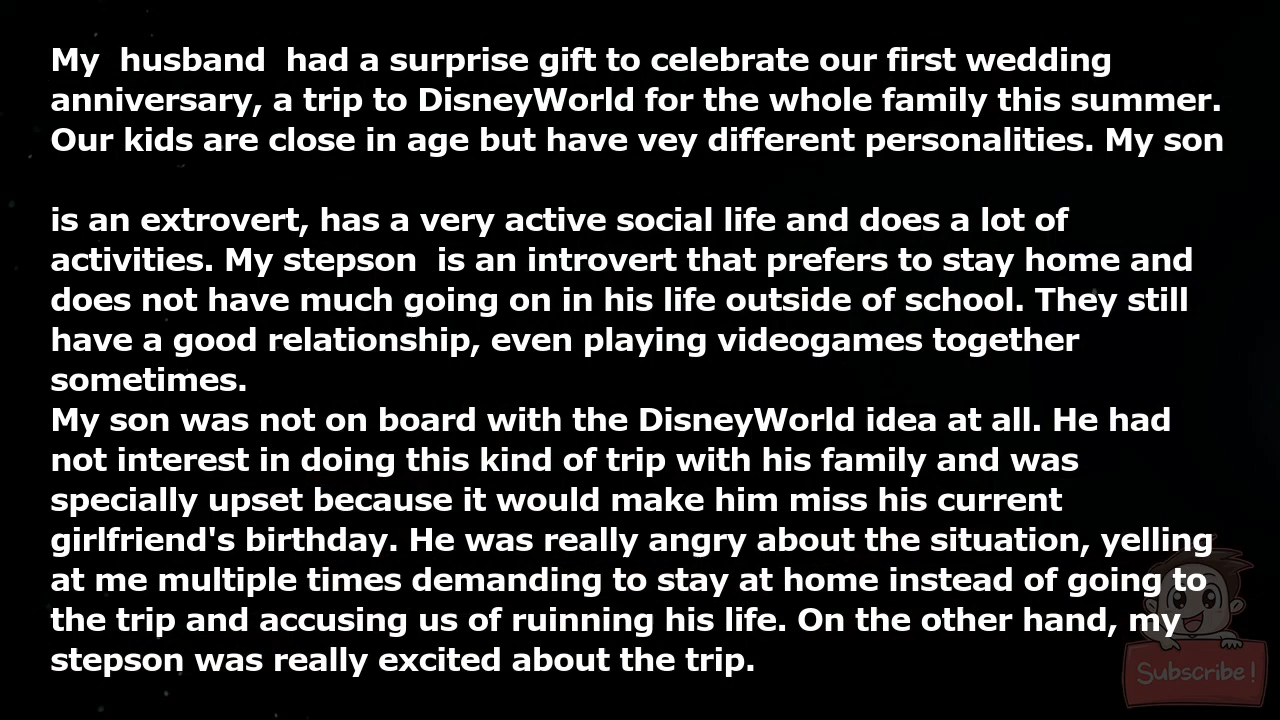 My husband had a surprise gift to celebrate our first wedding
anniversary, a trip to DisneyWorld for the whole family this summer.
Our kids are close in age but have vey different personalities. My son
is an extrovert, has a very active social life and does a lot of
activities. My stepson is an introvert that prefers to stay home and
does not have much going on in his life outside of school. They still
have a good relationship, even playing videogames together
sometimes.
My son was not on board with the DisneyWorld idea at all. He had
not interest in doing this kind of trip with his family and was
specially upset because it would make him miss his current
girlfriend's birthday. He was really angry about the situation, yelling
at me multiple times demanding to stay at home instead of going to
the trip and accusing us of ruinning his life. On the other hand, my
stepson was really excited about the trip.
Subscribe!